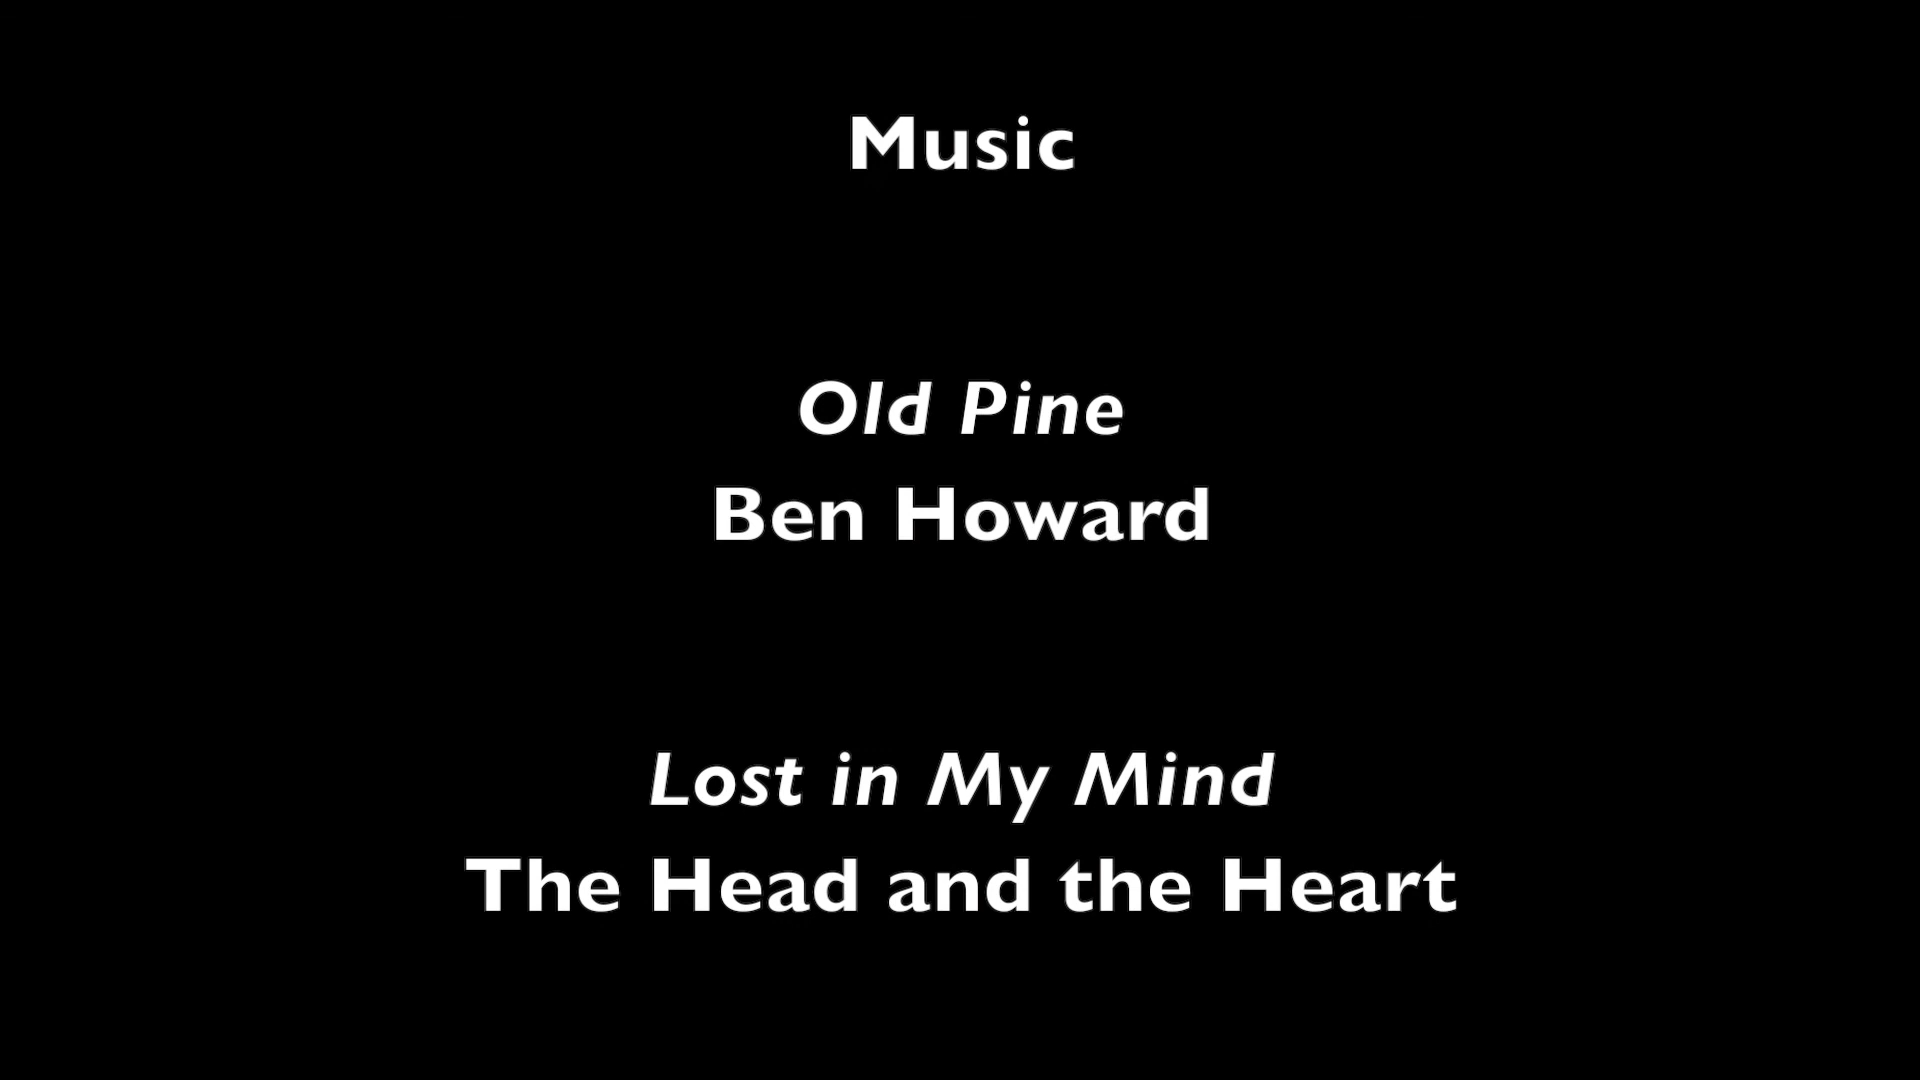 Music
Old Pine
Ben Howard
Lost in My Mind
The Head and the Heart